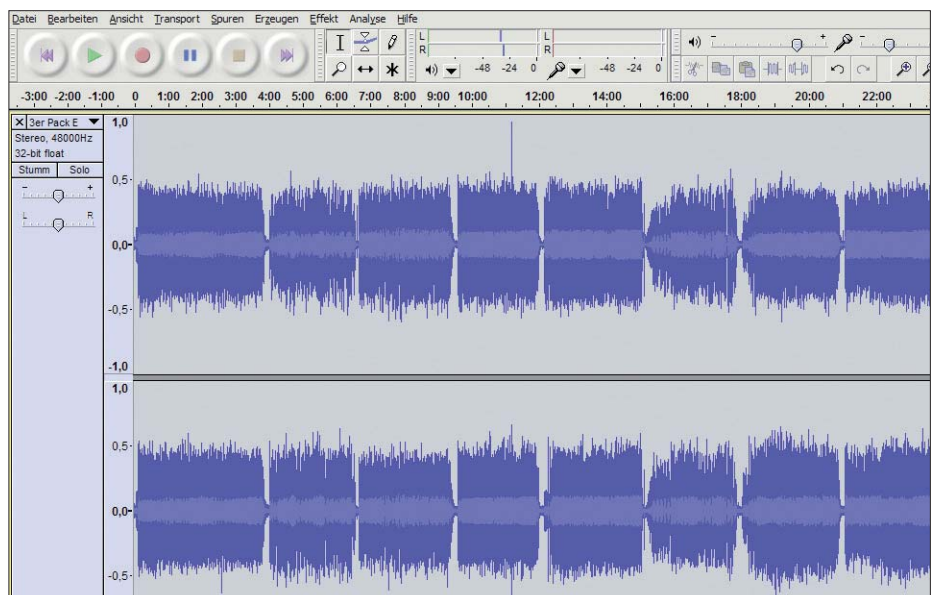 Datei Bearbeiten Ansicht Transport Spuren Erzeugen Effekt Analyse Hilfe
L
R
-48 -24 0
L
R
-48 -24 0
- +
-
-3:00 -2:00 -1:00 0 1:00 2:00 3:00 4:00 5:00 6:00 7:00 8:00 9:00 10:00 12:00 14:00 16:00 18:00 20:00 22:00
X 3er Pack E
Stereo, 48000Hz
32-bit float
Stumm Solo
- +
L R
1,0
0,5-
0,0-
-0,5-
-1,0
1,0
0,5-
0,0-
-0,5-